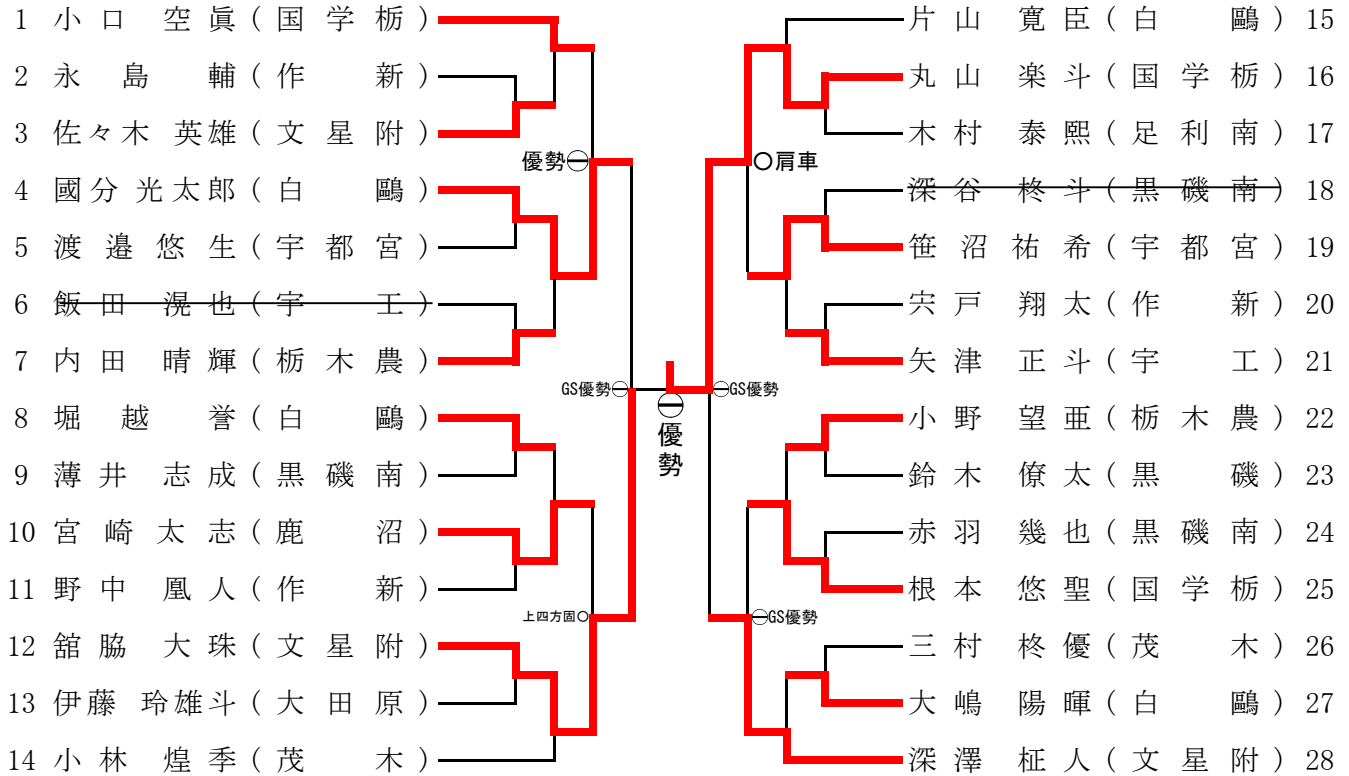 1 小口 空眞(国学栃)
2 永島 輔(作新)
3 佐々木 英雄(文星附)
優勢
4 國分 光太郎(白鷗)
5 渡邉 悠生(宇都宮)
6 飯田 滉也(宇工)
7 内田 晴輝(栃木農)
GS優勢
8 堀越 誉(白鷗)
9 薄井 志成(黒磯南)
10 宮崎 太志(鹿沼)
11 野中 凰人(作新)
上四方固○
12 舘脇 大珠(文星附)
13 伊藤 玲雄斗(大田原)
14 小林 煌季(茂木)
優勢
片山 寛臣(白鷗) 15
丸山 楽斗(国学栃) 16
木村 泰熙(足利南) 17
○肩車
深谷 柊斗(黒磯南) 18
笹沼 祐希(宇都宮) 19
宍戸 翔太(作新) 20
矢津 正斗(宇工) 21
GS優勢
小野 望亜(栃木農) 22
鈴木 僚太(黒磯) 23
赤羽 幾也(黒磯南) 24
根本 悠聖(国学栃) 25
GS優勢
三村 柊優(茂木) 26
大嶋 陽暉(白鷗) 27
深澤 柾人(文星附) 28